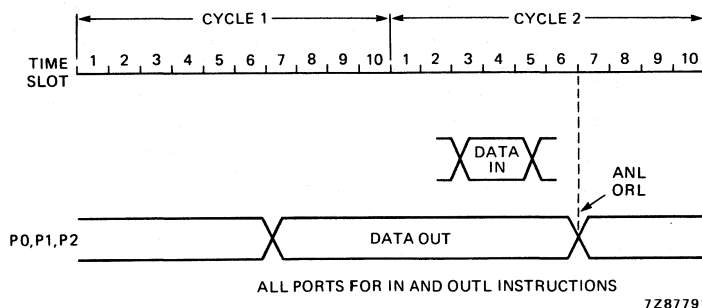 CYCLE 1 CYCLE 2
TIME SLOT 1 2 3 4 5 6 7 8 9 10 1 2 3 4 5 6 7 8 9 10
DATA IN
ANL
ORL
P0,P1,P2 DATA OUT
ALL PORTS FOR IN AND OUTL INSTRUCTIONS
7Z8779